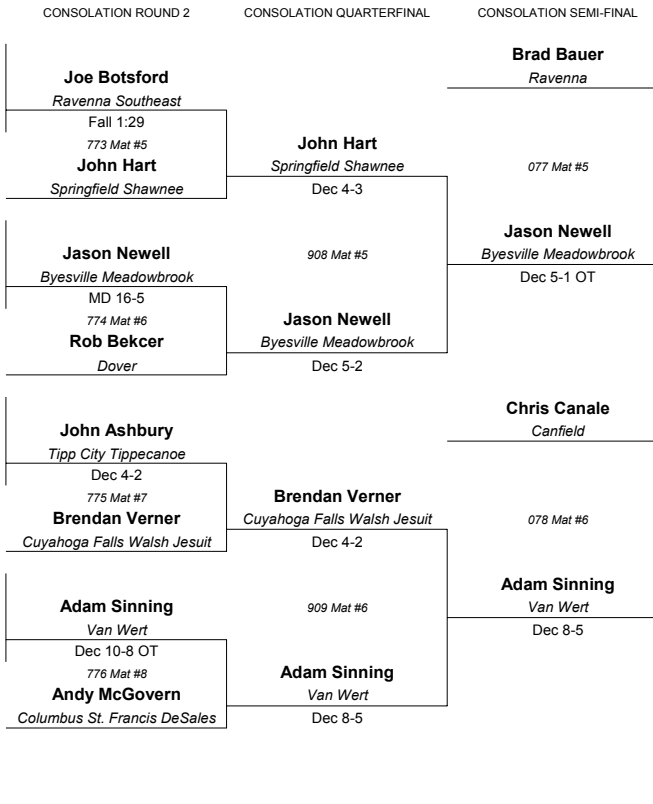 CONSOLATION ROUND 2
CONSOLATION QUARTERFINAL
CONSOLATION SEMI-FINAL
Brad Bauer
Ravenna
Joe Botsford
Ravenna Southeast
Fall 1:29
773 Mat #5
John Hart
Springfield Shawnee
John Hart
Springfield Shawnee
Dec 4-3
077 Mat #5
Jason Newell
Byesville Meadowbrook
MD 16-5
774 Mat #6
Rob Bekcer
Dover
908 Mat #5
Jason Newell
Byesville Meadowbrook
Dec 5-2
Jason Newell
Byesville Meadowbrook
Dec 5-1 OT
Chris Canale
Canfield
John Ashbury
Tipp City Tippecanoe
Dec 4-2
775 Mat #7
Brendan Verner
Cuyahoga Falls Walsh Jesuit
Brendan Verner
Cuyahoga Falls Walsh Jesuit
Dec 4-2
078 Mat #6
Adam Sinning
Van Wert
Dec 10-8 OT
776 Mat #8
Andy McGovern
Columbus St. Francis DeSales
909 Mat #6
Adam Sinning
Van Wert
Dec 8-5
Adam Sinning
Van Wert
Dec 8-5